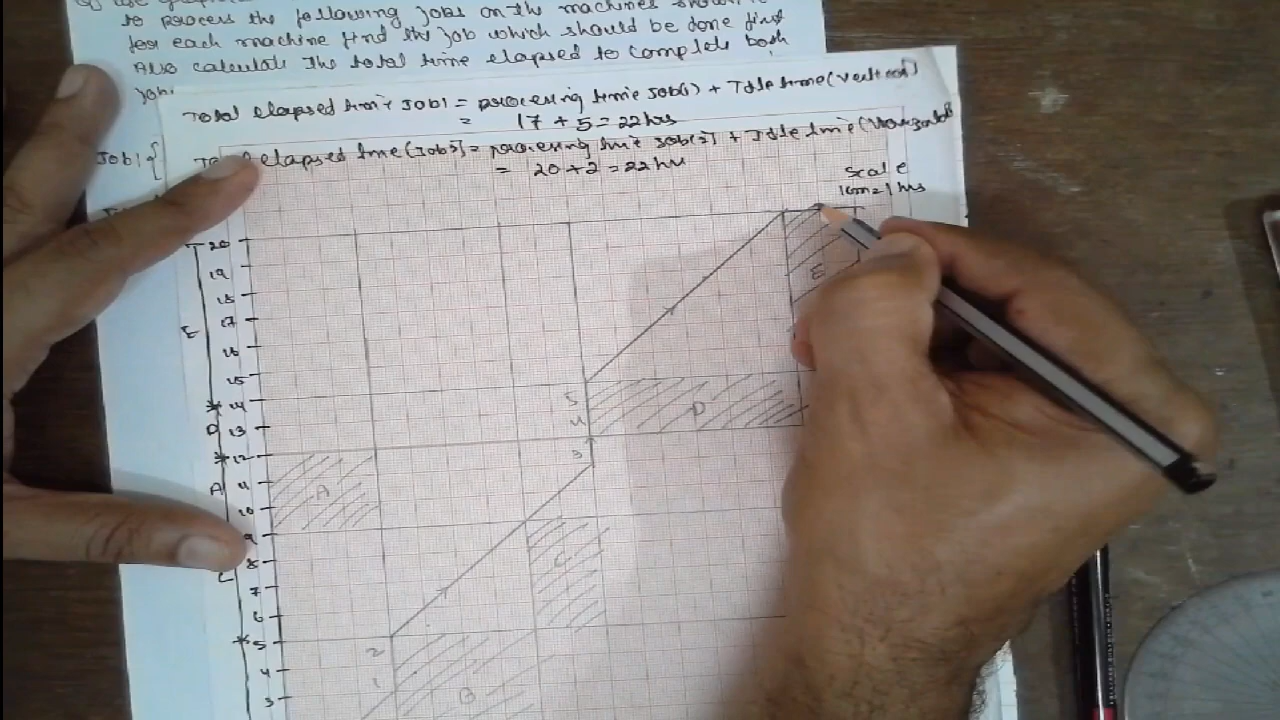 to process the following jobs on the machines shown
for each machine find the job which should be done first
Also calculate the total time elapsed to complete both
job.
Total elapsed time Job1 = processing time Job(1) + Idle time (vertical)
= 17 + 5 = 22 hrs
Job1 {
elapsed time (Job2) = processing time Job(2) + Idle time (Horizontal)
= 20 + 2 = 22 hrs
Scale
1cm = 1 hrs
20
19
18
E
17
E
16
15
5
14
D
4
D
13
3
12
A
11
A
10
9
8
C
C
7
6
5
2
4
1
B
3